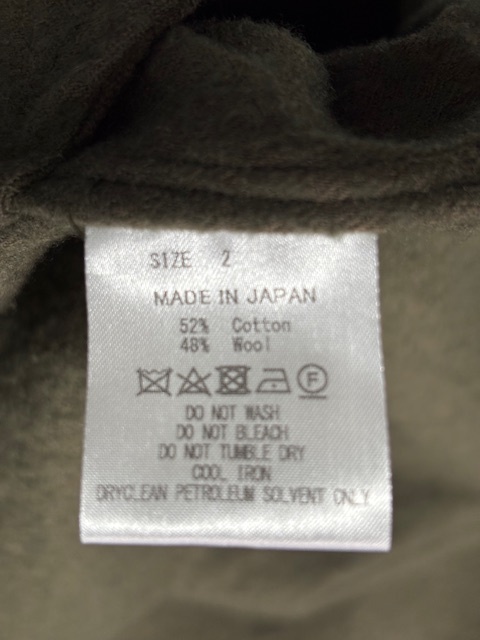 SIZE 2
MADE IN JAPAN
52% Cotton
48% Wool
F
DO NOT WASH
DO NOT BLEACH
DO NOT TUMBLE DRY
COOL IRON
DRYCLEAN PETROLEUM SOLVENT ONLY